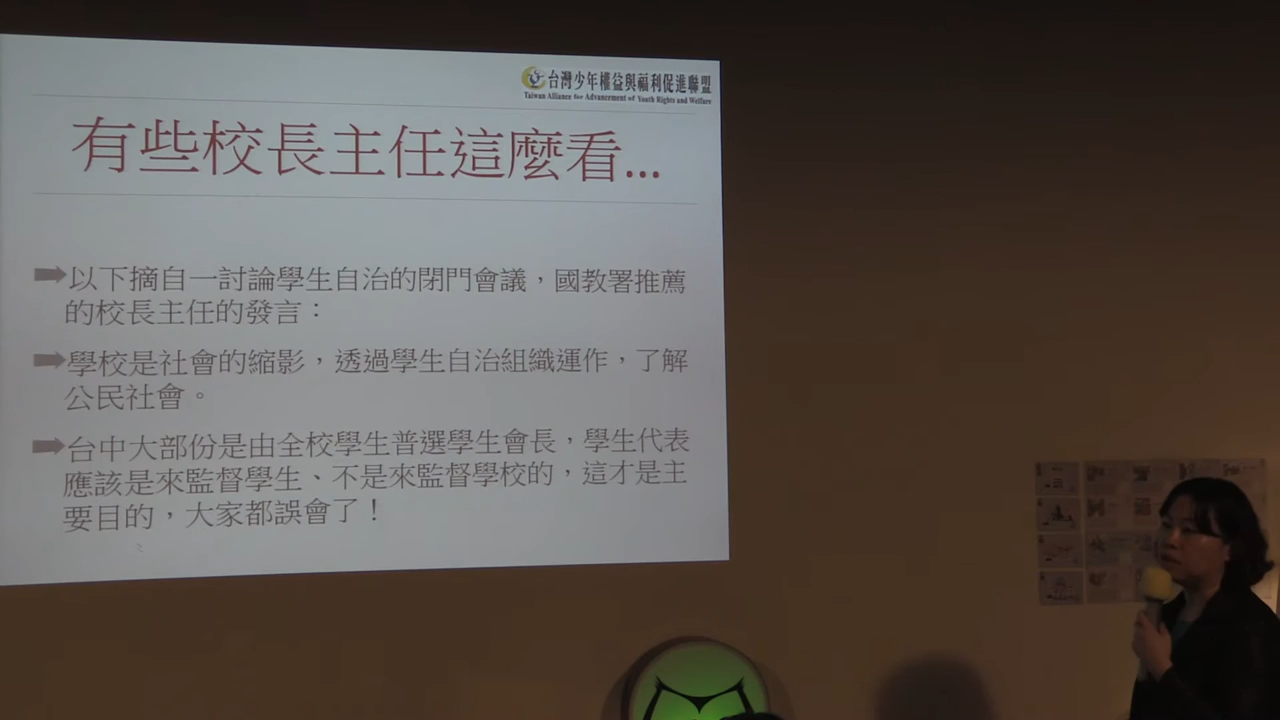 台灣少年權益與福利促進聯盟
Taiwan Alliance for Advancement of Youth Rights and Welfare
有些校長主任這麼看...
以下摘自一討論學生自治的閉門會議，國教署推薦
的校長主任的發言：
學校是社會的縮影，透過學生自治組織運作，了解
公民社會。
台中大部份是由全校學生普選學生會長，學生代表
應該是來監督學生、不是來監督學校的，這才是主
要目的，大家都誤會了！